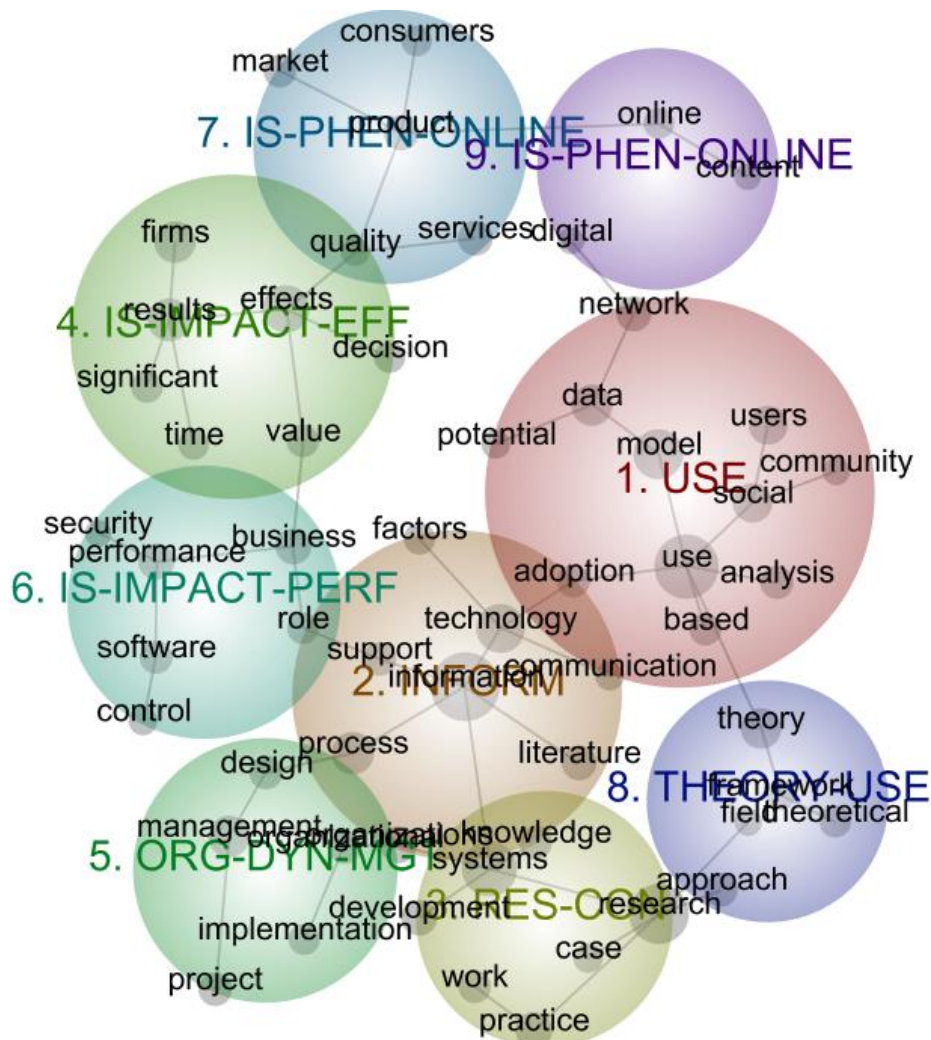 consumers
market
product
7. IS-PHEN-ONLINE
online
9. IS-PHEN-ONLINE
content
firms
quality
services
digital
results
effects
4. IS-IMPACT-EFF
network
decision
significant
data
users
time
value
potential
model
community
1. USE
social
security
performance
business
factors
use
adoption
analysis
6. IS-IMPACT-PERF
role
technology
based
software
support
communication
information
2. INFORM
control
theory
process
literature
design
8. THEORY-USE
framework
field
theoretical
management
organizational
organizations
knowledge
5. ORG-DYN-MGT
systems
approach
development
3. RES-CON
research
implementation
case
project
work
practice